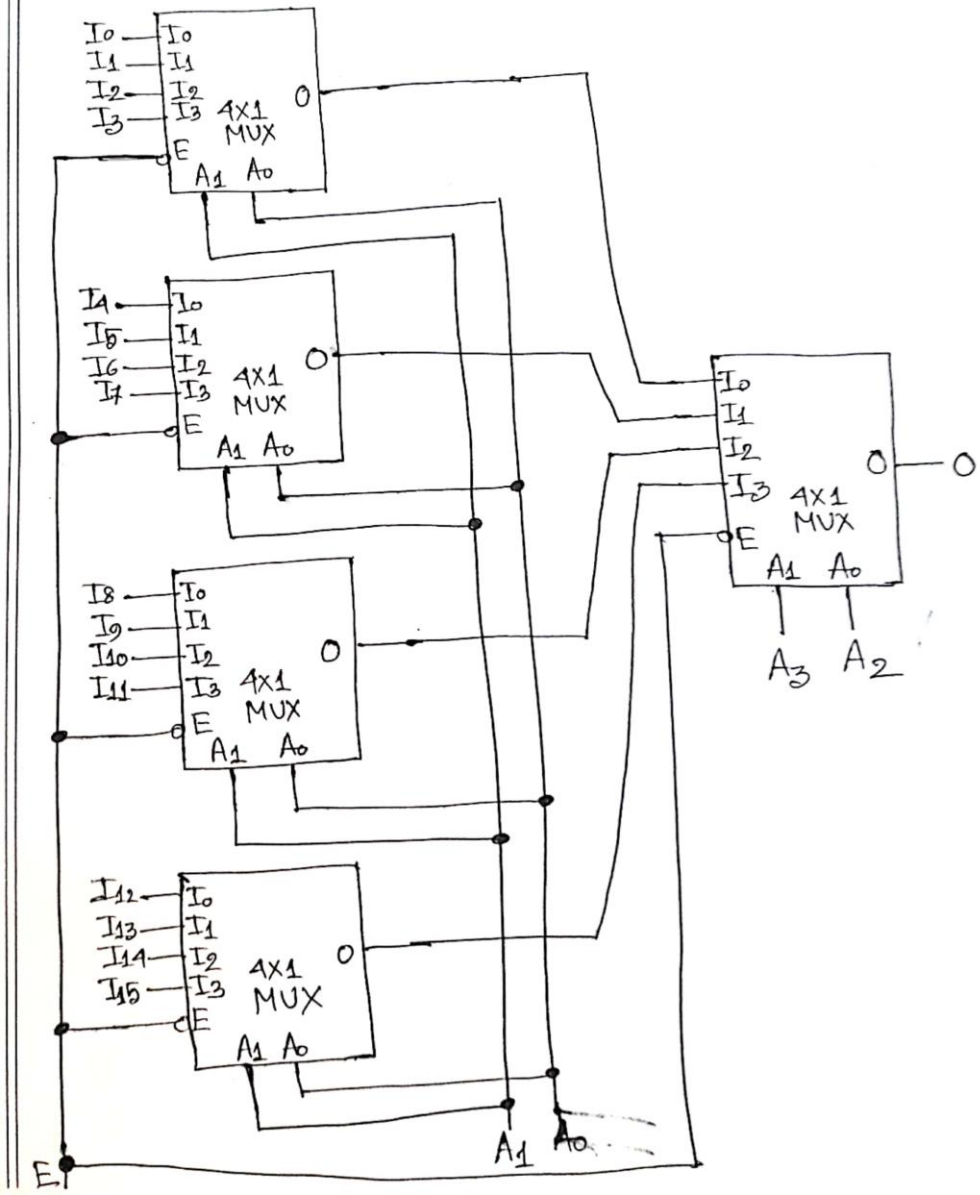 I0 I0
I1 I1
I2 I2
I3 I3
4X1
MUX
O
E
A1 A0
I4 I0
I5 I1
I6 I2
I7 I3
4X1
MUX
O
E
A1 A0
I8 I0
I9 I1
I10 I2
I11 I3
4X1
MUX
O
E
A1 A0
I12 I0
I13 I1
I14 I2
I15 I3
4X1
MUX
O
E
A1 A0
I0
I1
I2
I3
4X1
MUX
O O
E
A1 A0
A3 A2
A1 A0
E